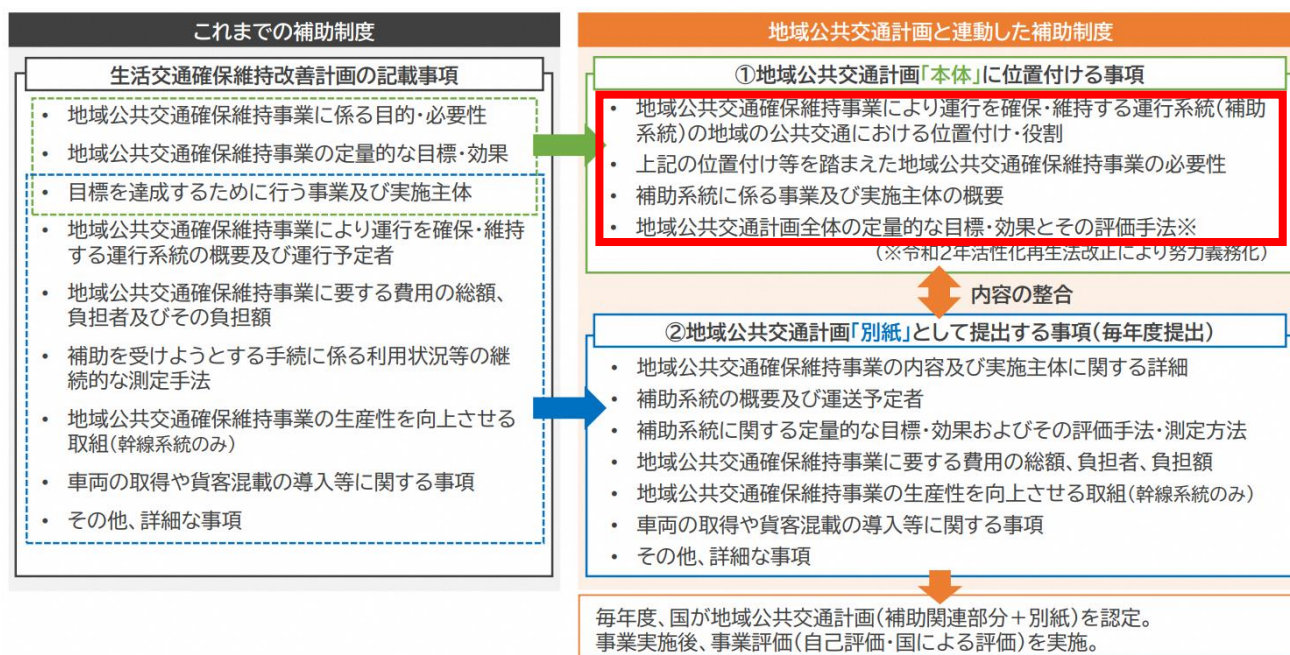 これまでの補助制度
生活交通確保維持改善計画の記載事項
• 地域公共交通確保維持事業に係る目的・必要性
• 地域公共交通確保維持事業の定量的な目標・効果
• 目標を達成するために行う事業及び実施主体
• 地域公共交通確保維持事業により運行を確保・維持
する運行系統の概要及び運行予定者
• 地域公共交通確保維持事業に要する費用の総額、
負担者及びその負担額
• 補助を受けようとする手続に係る利用状況等の継
続的な測定手法
• 地域公共交通確保維持事業の生産性を向上させる
取組(幹線系統のみ)
• 車両の取得や貨客混載の導入等に関する事項
• その他、詳細な事項
地域公共交通計画と連動した補助制度
①地域公共交通計画「本体」に位置付ける事項
• 地域公共交通確保維持事業により運行を確保・維持する運行系統(補助
系統)の地域の公共交通における位置付け・役割
• 上記の位置付け等を踏まえた地域公共交通確保維持事業の必要性
• 補助系統に係る事業及び実施主体の概要
• 地域公共交通計画全体の定量的な目標・効果とその評価手法※
(※令和2年活性化再生法改正により努力義務化)
内容の整合
②地域公共交通計画「別紙」として提出する事項(毎年度提出)
• 地域公共交通確保維持事業の内容及び実施主体に関する詳細
• 補助系統の概要及び運送予定者
• 補助系統に関する定量的な目標・効果およびその評価手法・測定方法
• 地域公共交通確保維持事業に要する費用の総額、負担者、負担額
• 地域公共交通確保維持事業の生産性を向上させる取組(幹線系統のみ)
• 車両の取得や貨客混載の導入等に関する事項
• その他、詳細な事項
毎年度、国が地域公共交通計画(補助関連部分+別紙)を認定。
事業実施後、事業評価(自己評価・国による評価)を実施。